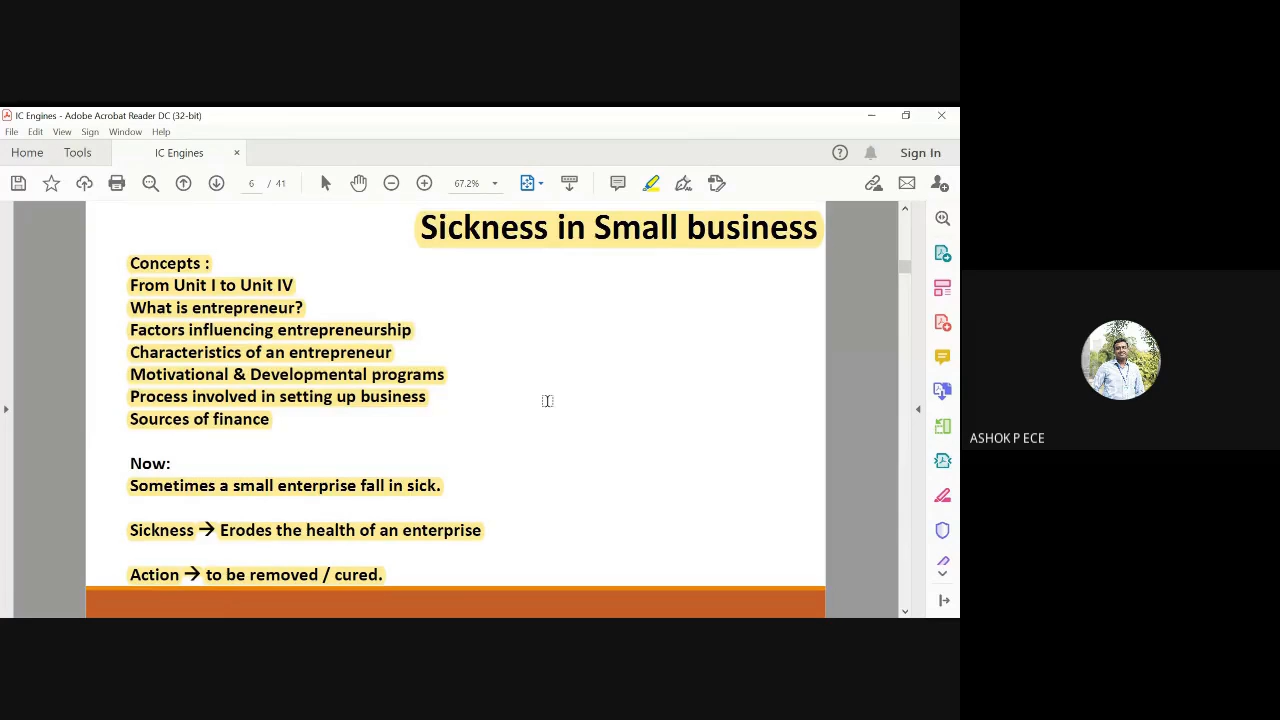 IC Engines - Adobe Acrobat Reader DC (32-bit)
File Edit View Sign Window Help
Home Tools IC Engines × Sign In
6 / 41 67.2%
Sickness in Small business
Concepts :
From Unit I to Unit IV
What is entrepreneur?
Factors influencing entrepreneurship
Characteristics of an entrepreneur
Motivational & Developmental programs
Process involved in setting up business
Sources of finance
Now:
Sometimes a small enterprise fall in sick.
Sickness → Erodes the health of an enterprise
Action → to be removed / cured.
ASHOK P ECE